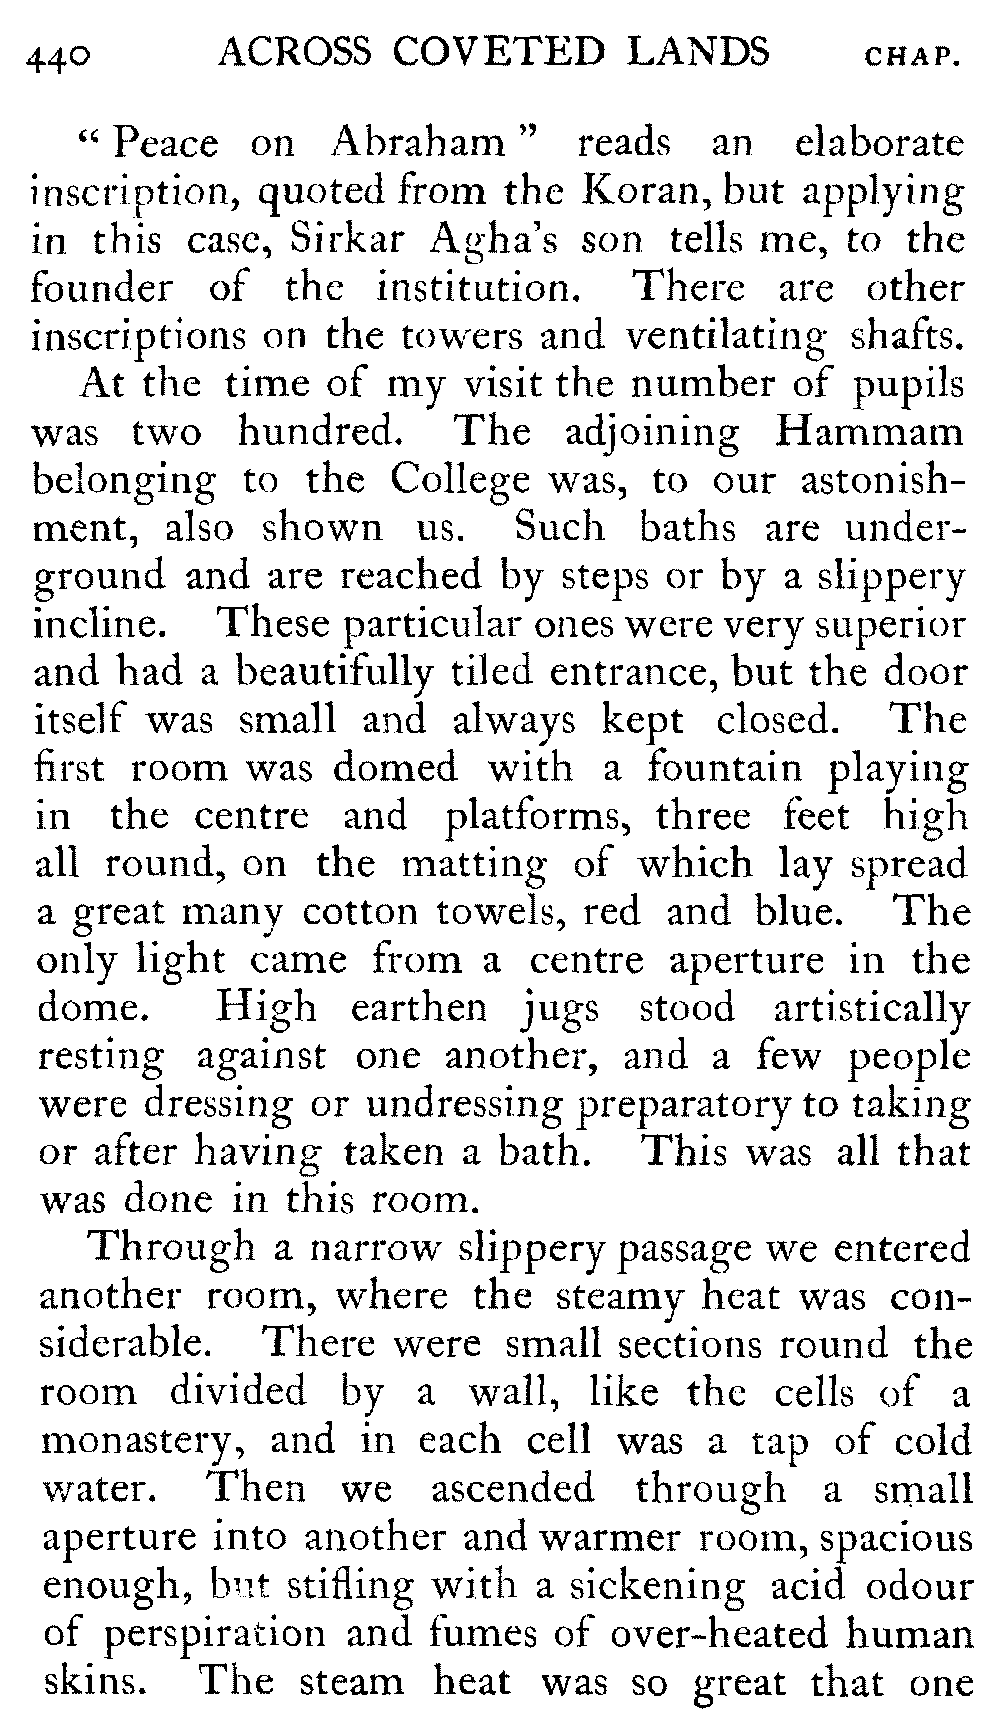 440 ACROSS COVETED LANDS CHAP.
“ Peace on Abraham ” reads an elaborate
inscription, quoted from the Koran, but applying
in this case, Sirkar Agha’s son tells me, to the
founder of the institution. There are other
inscriptions on the towers and ventilating shafts.
At the time of my visit the number of pupils
was two hundred. The adjoining Hammam
belonging to the College was, to our astonish-
ment, also shown us. Such baths are under-
ground and are reached by steps or by a slippery
incline. These particular ones were very superior
and had a beautifully tiled entrance, but the door
itself was small and always kept closed. The
first room was domed with a fountain playing
in the centre and platforms, three feet high
all round, on the matting of which lay spread
a great many cotton towels, red and blue. The
only light came from a centre aperture in the
dome. High earthen jugs stood artistically
resting against one another, and a few people
were dressing or undressing preparatory to taking
or after having taken a bath. This was all that
was done in this room.
Through a narrow slippery passage we entered
another room, where the steamy heat was con-
siderable. There were small sections round the
room divided by a wall, like the cells of a
monastery, and in each cell was a tap of cold
water. Then we ascended through a small
aperture into another and warmer room, spacious
enough, but stifling with a sickening acid odour
of perspiration and fumes of over-heated human
skins. The steam heat was so great that one